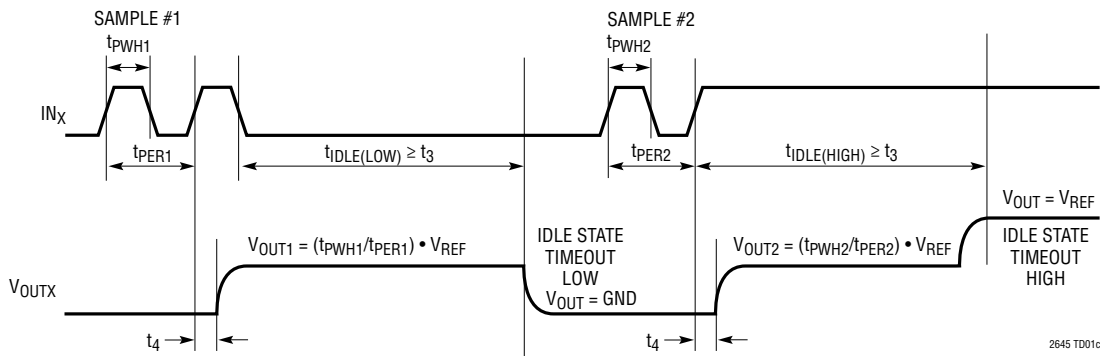 SAMPLE #1
SAMPLE #2
tPWH1
tPWH2
INX
tPER1
tIDLE(LOW) ≥ t3
tPER2
tIDLE(HIGH) ≥ t3
VOUT = VREF
VOUT1 = (tPWH1/tPER1) • VREF
IDLE STATE
TIMEOUT
LOW
VOUT = GND
VOUT2 = (tPWH2/tPER2) • VREF
IDLE STATE
TIMEOUT
HIGH
VOUTX
t4
t4
2645 TD01c